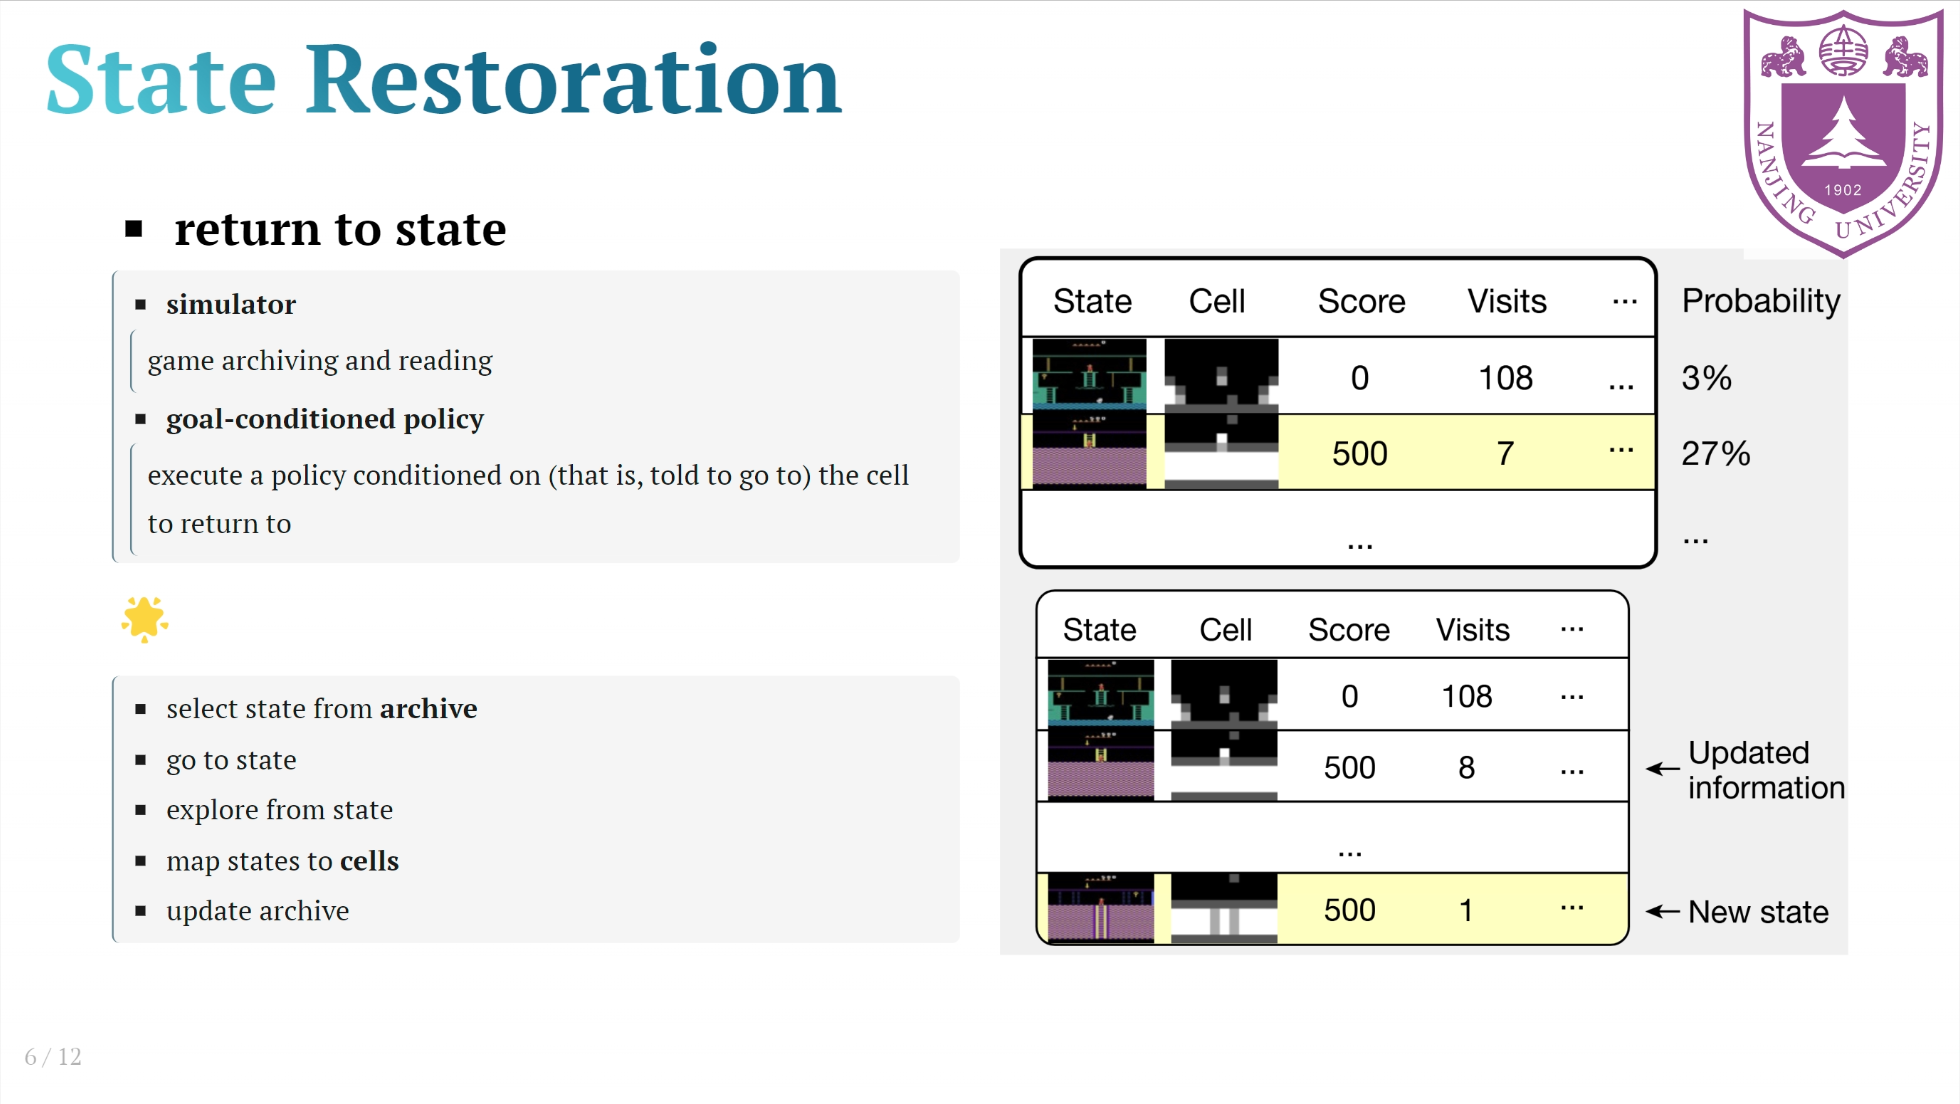 State Restoration
NANJING UNIVERSITY
1902
▪ return to state
▪ simulator
game archiving and reading
▪ goal-conditioned policy
execute a policy conditioned on (that is, told to go to) the cell
to return to
▪ select state from archive
▪ go to state
▪ explore from state
▪ map states to cells
▪ update archive
State Cell Score Visits ... Probability
0 108 ... 3%
500 7 ... 27%
... ...
State Cell Score Visits ...
0 108 ...
500 8 ... ← Updated
information
...
500 1 ... ← New state
6 / 12